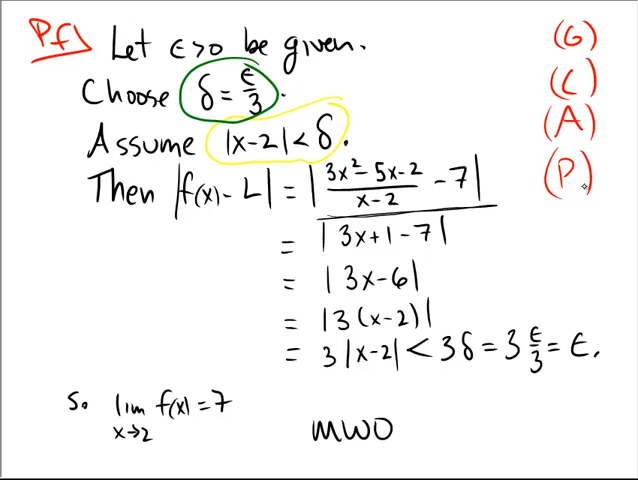 Pf) Let ε>0 be given. (G)
Choose δ = ε/3. (C)
Assume |x-2| < δ. (A)
Then |f(x) - L| = |(3x² - 5x - 2)/(x-2) - 7| (P)
= |3x+1-7|
= |3x-6|
= |3(x-2)|
= 3|x-2| < 3δ = 3 ε/3 = ε.
So lim x→2 f(x) = 7
MWO